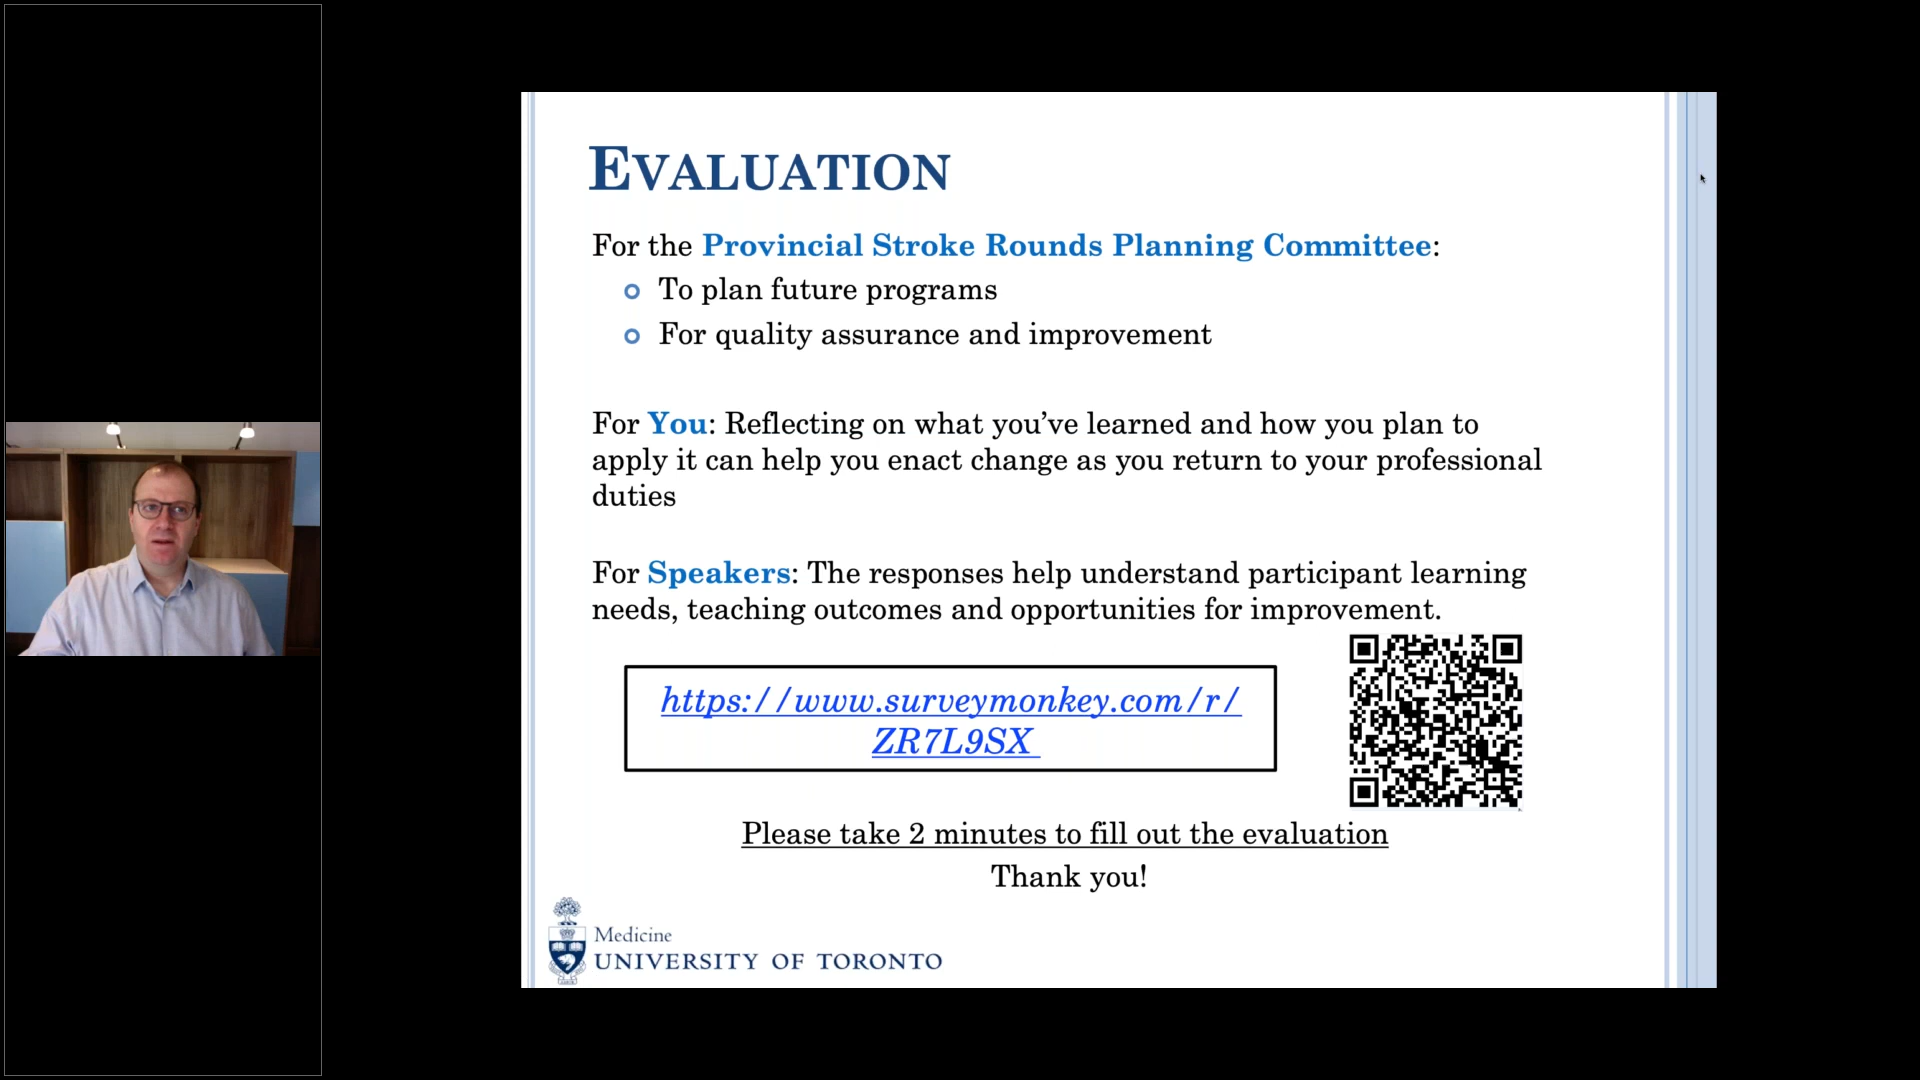 EVALUATION
For the Provincial Stroke Rounds Planning Committee:
To plan future programs
For quality assurance and improvement
For You: Reflecting on what you’ve learned and how you plan to
apply it can help you enact change as you return to your professional
duties
For Speakers: The responses help understand participant learning
needs, teaching outcomes and opportunities for improvement.
https://www.surveymonkey.com/r/
ZR7L9SX
Please take 2 minutes to fill out the evaluation
Thank you!
Medicine
UNIVERSITY OF TORONTO